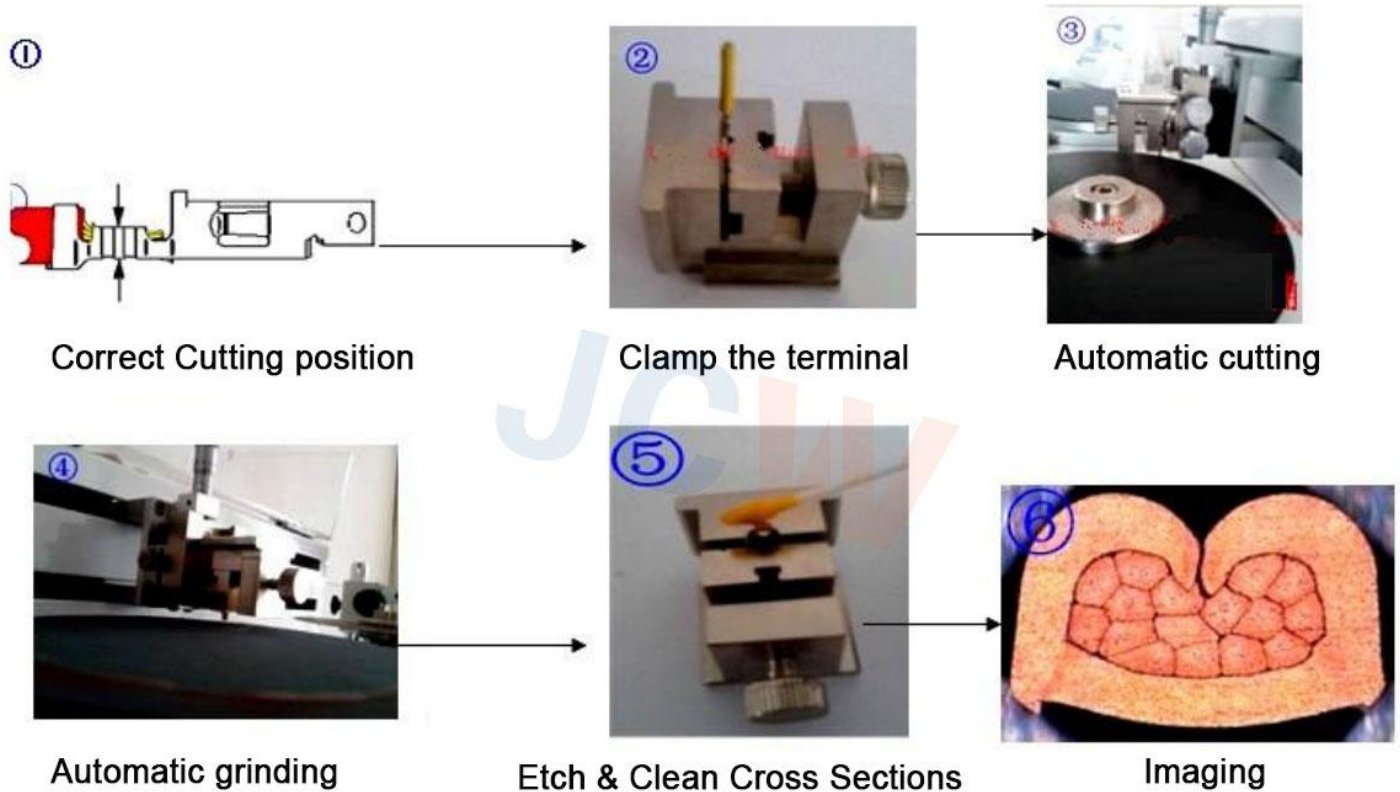 ①
Correct Cutting position
②
Clamp the terminal
③
Automatic cutting
JCW
④
Automatic grinding
⑤
Etch & Clean Cross Sections
⑥
Imaging